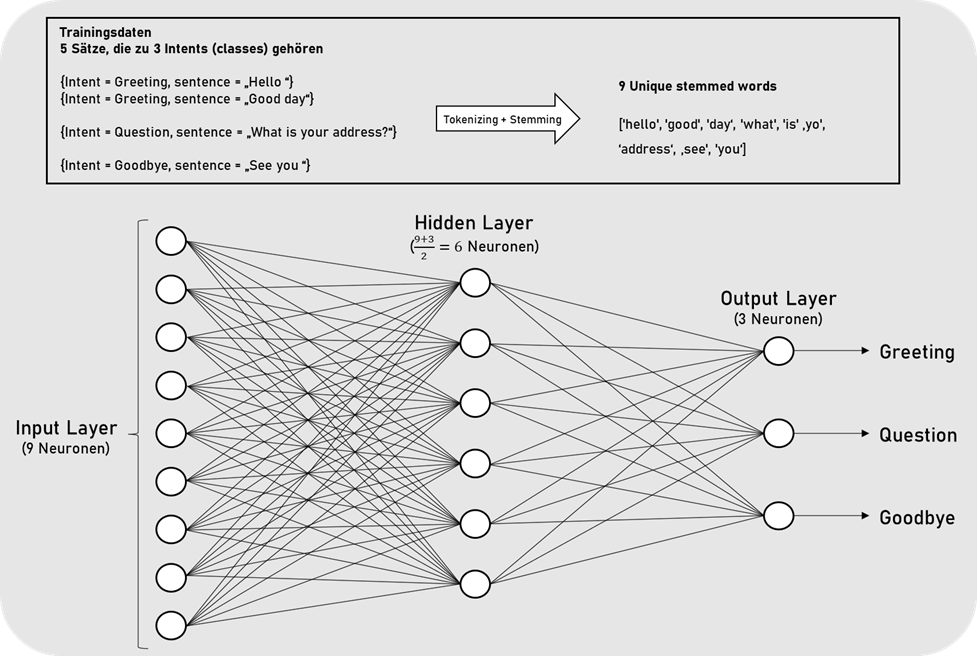 Trainingsdaten
5 Sätze, die zu 3 Intents (classes) gehören
{Intent = Greeting, sentence = „Hello “}
{Intent = Greeting, sentence = „Good day“}
{Intent = Question, sentence = „What is your address?“}
{Intent = Goodbye, sentence = „See you “}
Tokenizing + Stemming
9 Unique stemmed words
['hello', 'good', 'day', 'what', 'is' ,yo',
'address', ,see', 'you']
Hidden Layer
(9+3/2 = 6 Neuronen)
Output Layer
(3 Neuronen)
Input Layer
(9 Neuronen)
Greeting
Question
Goodbye